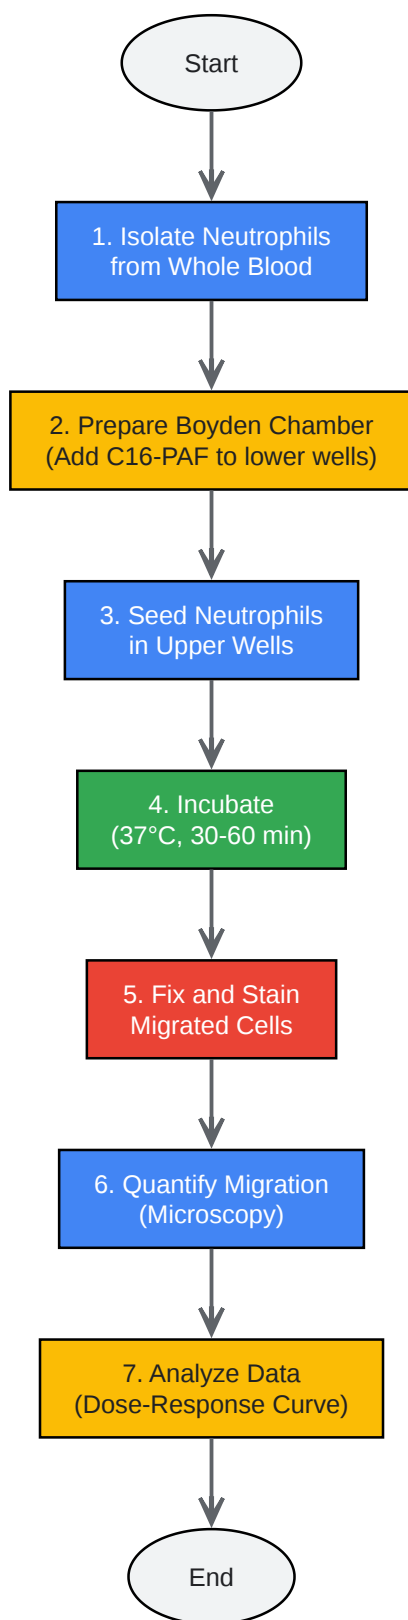 Start
1. Isolate Neutrophils
from Whole Blood
2. Prepare Boyden Chamber
(Add C16-PAF to lower wells)
3. Seed Neutrophils
in Upper Wells
4. Incubate
(37°C, 30-60 min)
5. Fix and Stain
Migrated Cells
6. Quantify Migration
(Microscopy)
7. Analyze Data
(Dose-Response Curve)
End